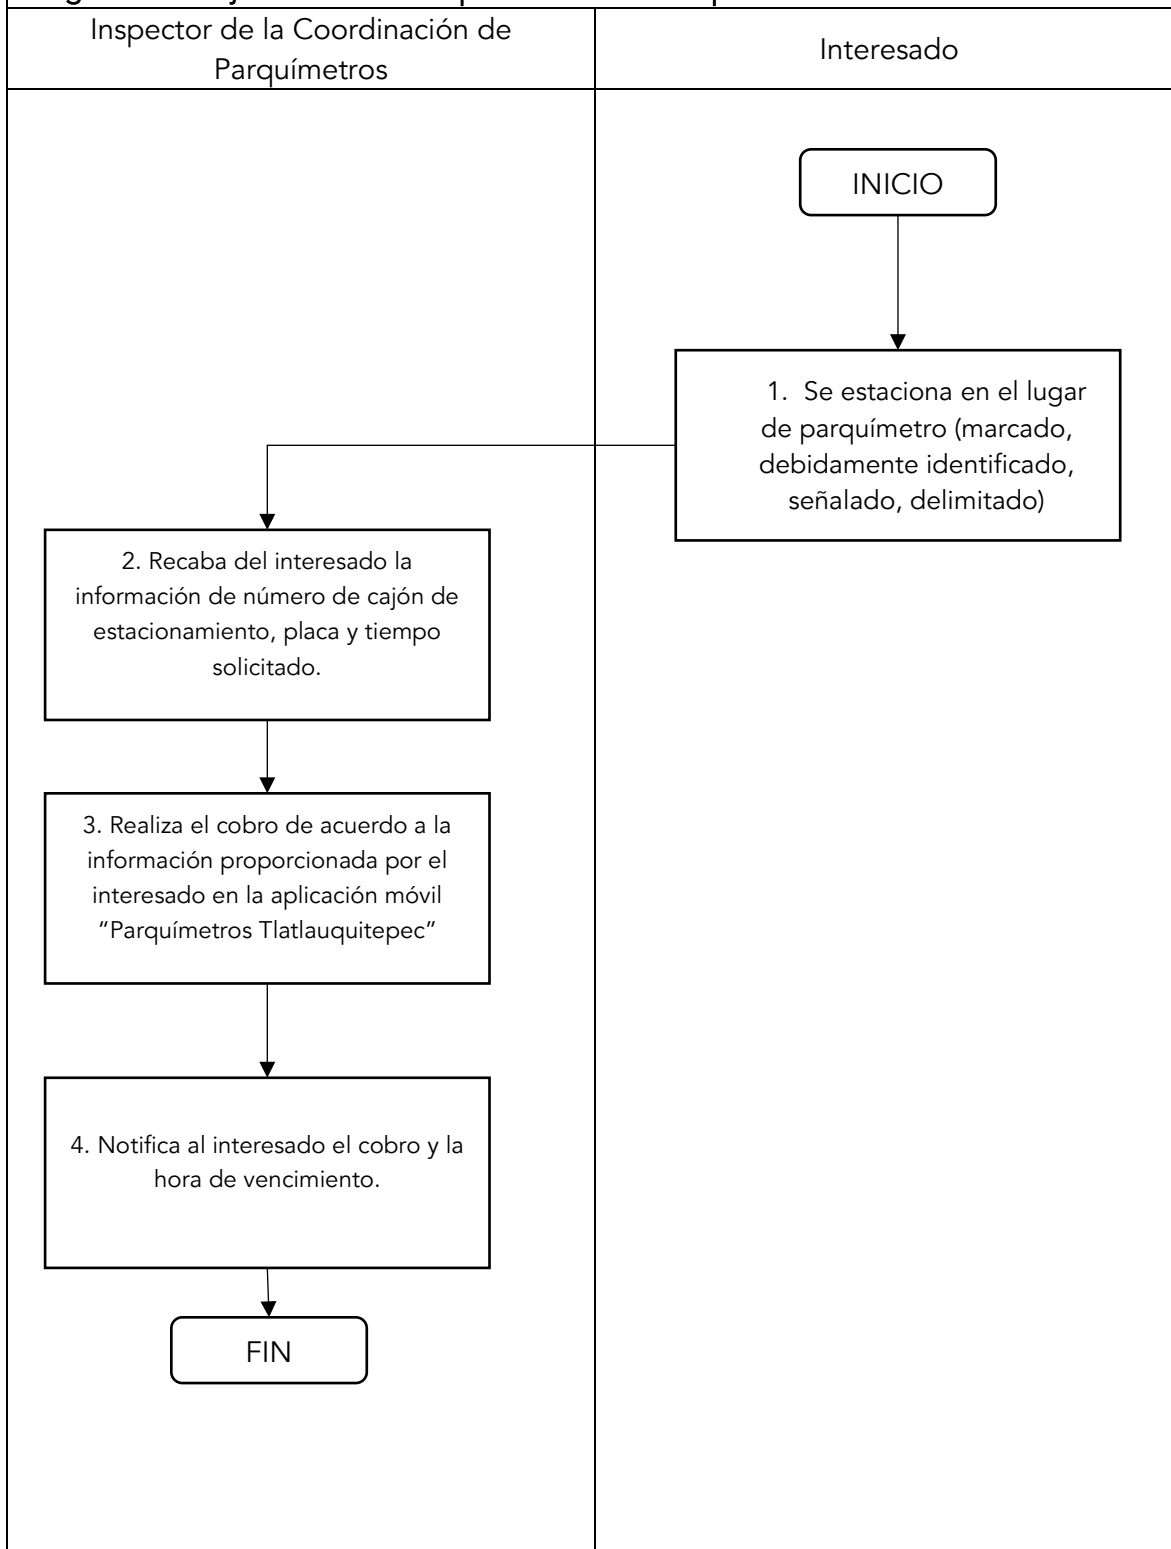 Inspector de la Coordinación de
Parquímetros
Interesado
INICIO
1. Se estaciona en el lugar
de parquímetro (marcado,
debidamente identificado,
señalado, delimitado)
2. Recaba del interesado la
información de número de cajón de
estacionamiento, placa y tiempo
solicitado.
3. Realiza el cobro de acuerdo a la
información proporcionada por el
interesado en la aplicación móvil
“Parquímetros Tlatlauquitepec”
4. Notifica al interesado el cobro y la
hora de vencimiento.
FIN